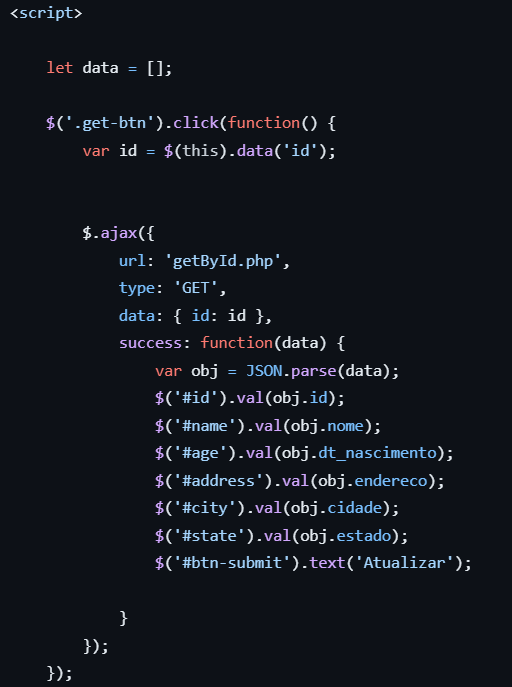 <script>
let data = [];
$('.get-btn').click(function() {
var id = $(this).data('id');
$.ajax({
url: 'getById.php',
type: 'GET',
data: { id: id },
success: function(data) {
var obj = JSON.parse(data);
$('#id').val(obj.id);
$('#name').val(obj.nome);
$('#age').val(obj.dt_nascimento);
$('#address').val(obj.endereco);
$('#city').val(obj.cidade);
$('#state').val(obj.estado);
$('#btn-submit').text('Atualizar');
}
});
});